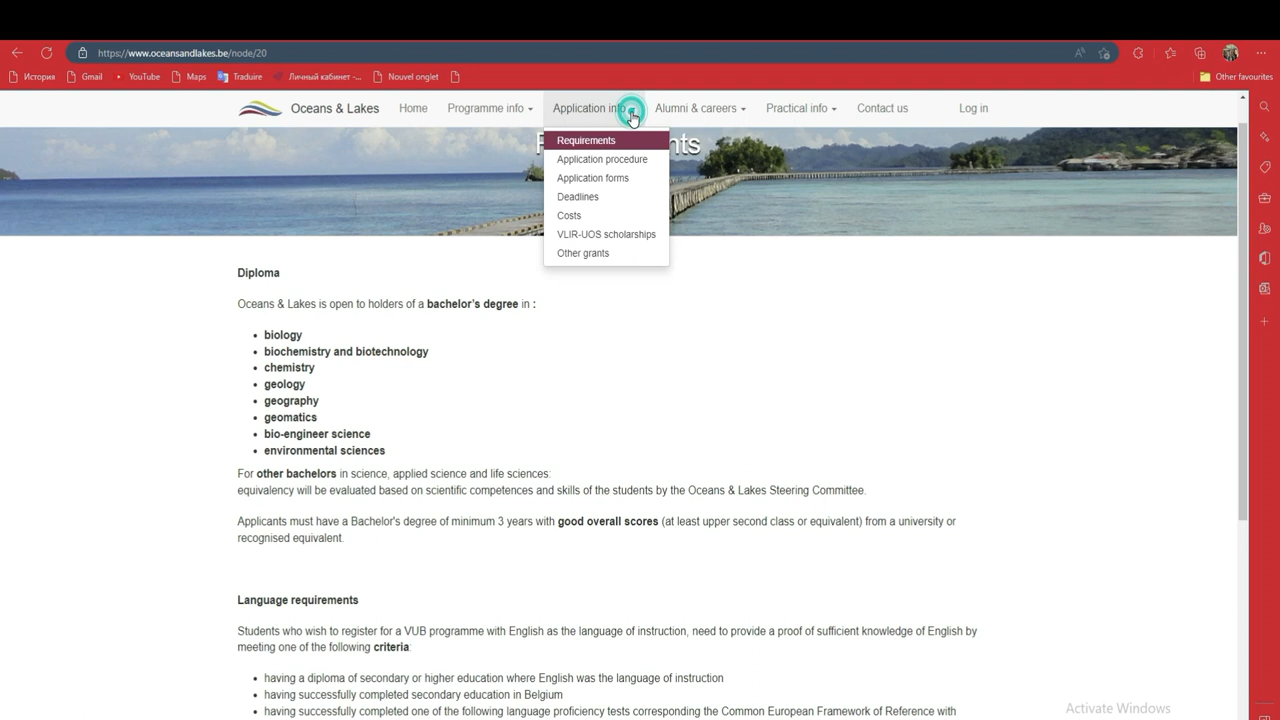 https://www.oceansandlakes.be/node/20
История Gmail YouTube Maps Traduire Личный кабинет -... Nouvel onglet Other favourites
Oceans & Lakes Home Programme info Application info Alumni & careers Practical info Contact us Log in
Requirements
Application procedure
Application forms
Deadlines
Costs
VLIR-UOS scholarships
Other grants
Diploma
Oceans & Lakes is open to holders of a bachelor's degree in :
• biology
• biochemistry and biotechnology
• chemistry
• geology
• geography
• geomatics
• bio-engineer science
• environmental sciences
For other bachelors in science, applied science and life sciences:
equivalency will be evaluated based on scientific competences and skills of the students by the Oceans & Lakes Steering Committee.
Applicants must have a Bachelor's degree of minimum 3 years with good overall scores (at least upper second class or equivalent) from a university or
recognised equivalent.
Language requirements
Students who wish to register for a VUB programme with English as the language of instruction, need to provide a proof of sufficient knowledge of English by
meeting one of the following criteria:
• having a diploma of secondary or higher education where English was the language of instruction
• having successfully completed secondary education in Belgium
• having successfully completed one of the following language proficiency tests corresponding the Common European Framework of Reference with
Activate Windows